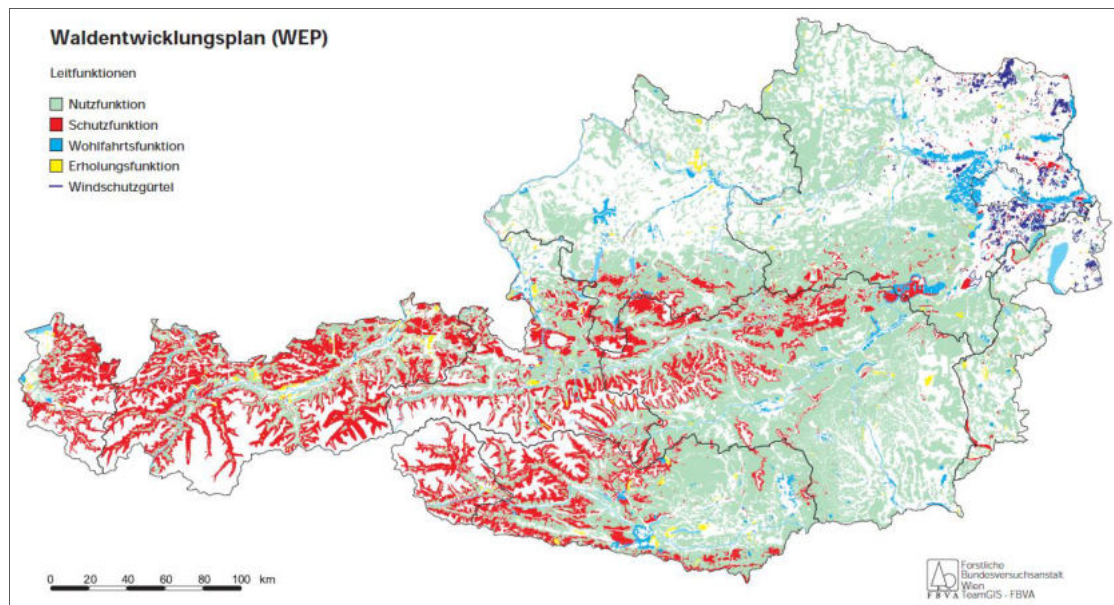 Waldentwicklungsplan (WEP)
Leitfunktionen
Nutzfunktion
Schutzfunktion
Wohlfahrtsfunktion
Erholungsfunktion
Windschutzgürtel
0 20 40 60 80 100 km
Forstliche
Bundesversuchsanstalt
Wien
FBVA TeamGIS - FBVA